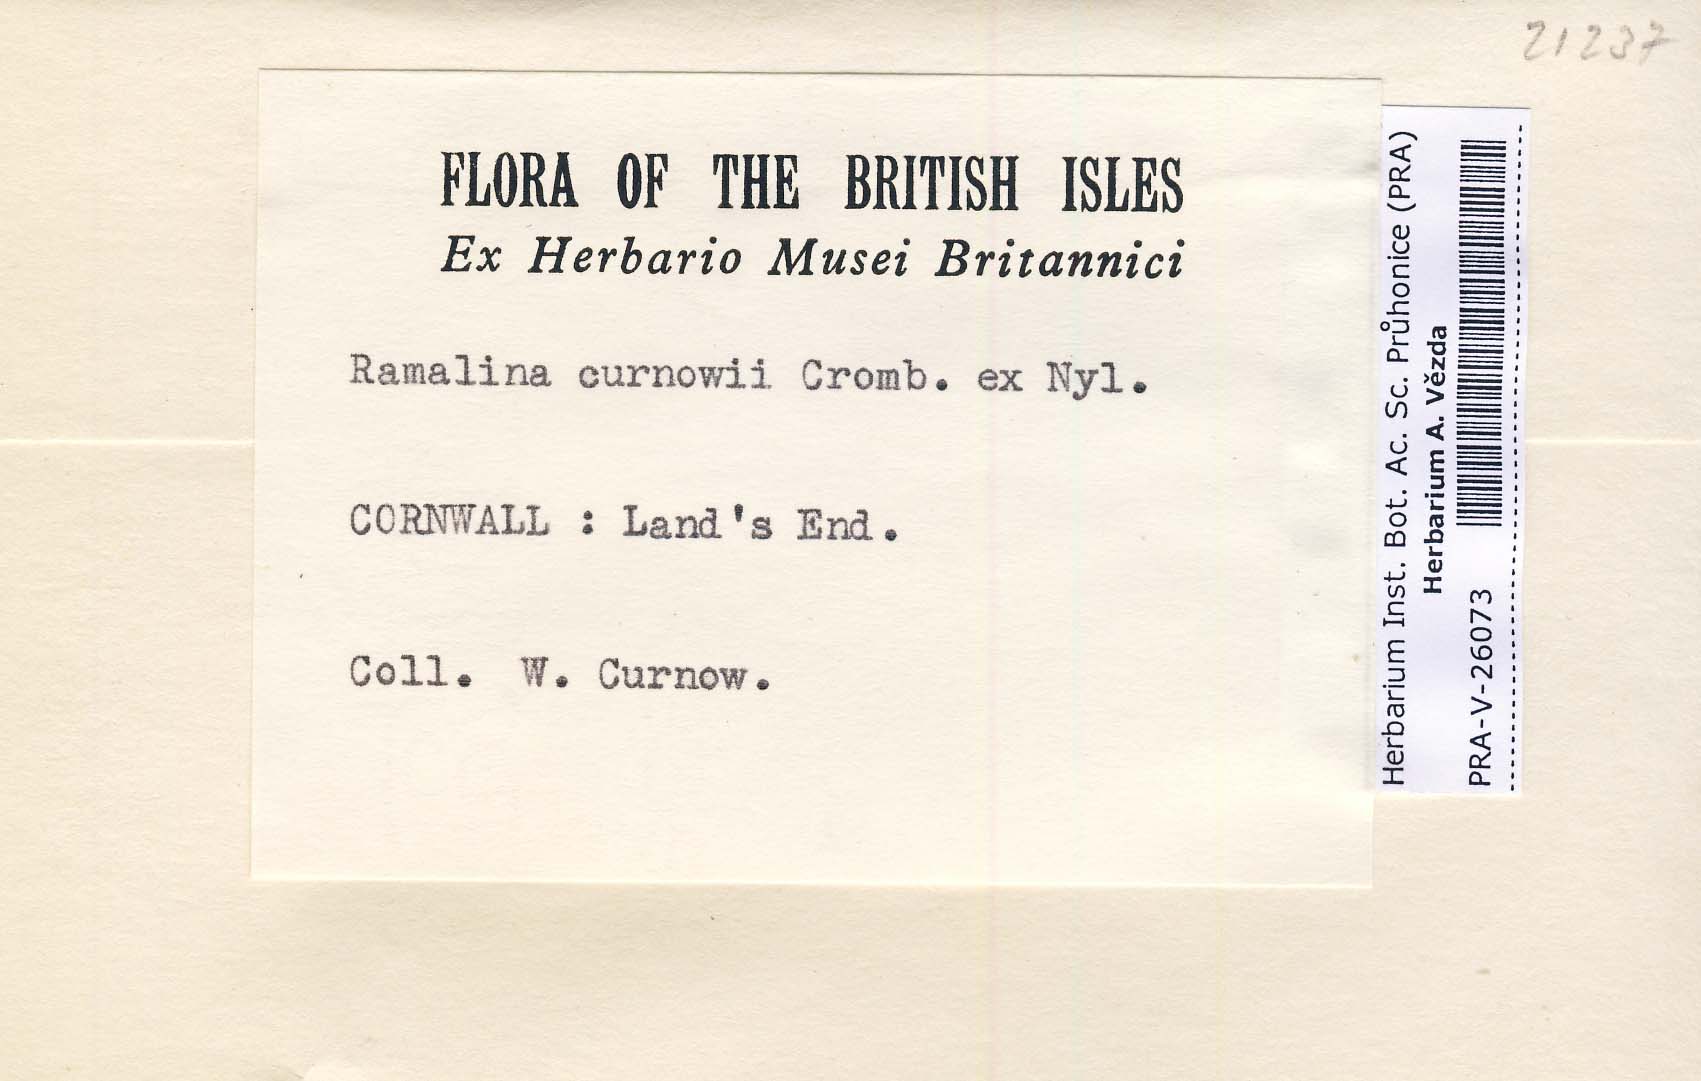 21237
FLORA OF THE BRITISH ISLES
Ex Herbario Musei Britannici
Ramalina curnowii Cromb. ex Nyl.
CORNWALL : Land's End.
Coll. W. Curnow.
Herbarium Inst. Bot. Ac. Sc. Průhonice (PRA)
Herbarium A. Vězda
PRA-V-26073